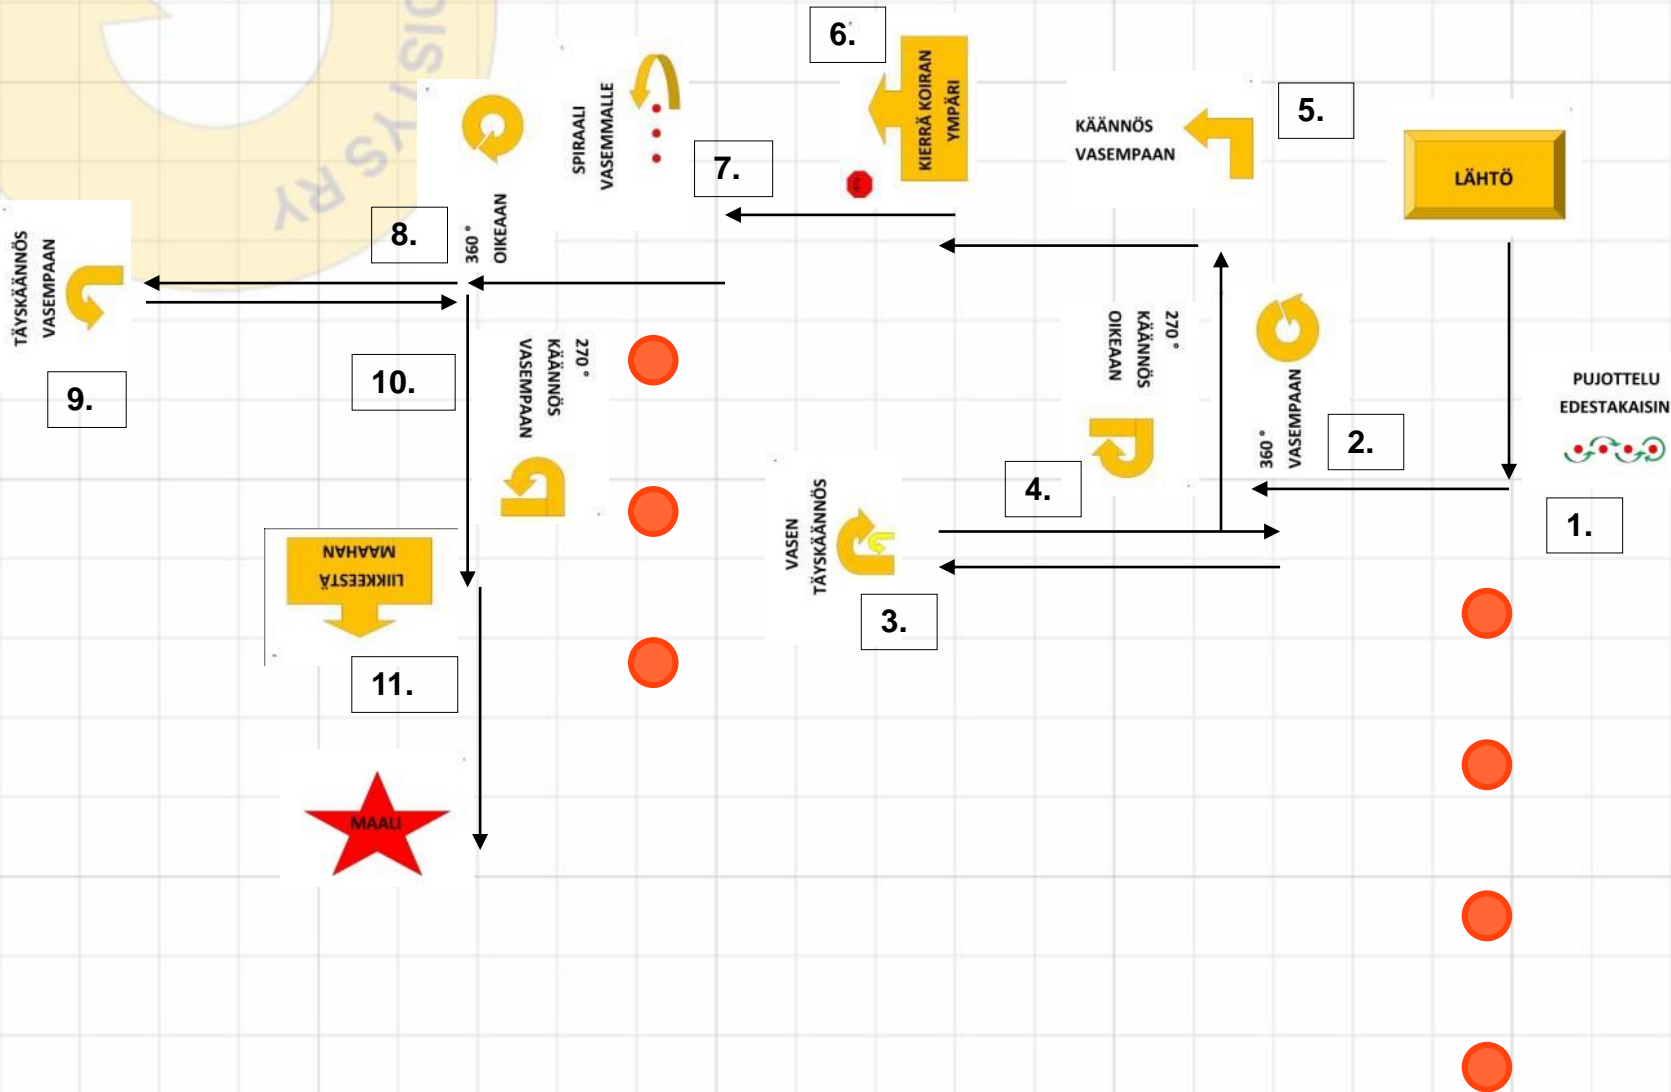 OISTYS RY
LÄHTÖ
PUJOTTELU
EDESTAKAISIN
1.
360°
VASEMPAAN
2.
VASEN
TÄYSKÄÄNNÖS
3.
270°
KÄÄNNÖS
OIKEAAN
4.
KÄÄNNÖS
VASEMPAAN
5.
KIERRÄ KOIRAN
YMPÄRI
6.
SPIRAALI
VASEMMALLE
7.
360°
OIKEAAN
8.
TÄYSKÄÄNNÖS
VASEMPAAN
9.
270°
KÄÄNNÖS
VASEMPAAN
10.
LIIKKEESTÄ
MAAHAN
11.
MAALI